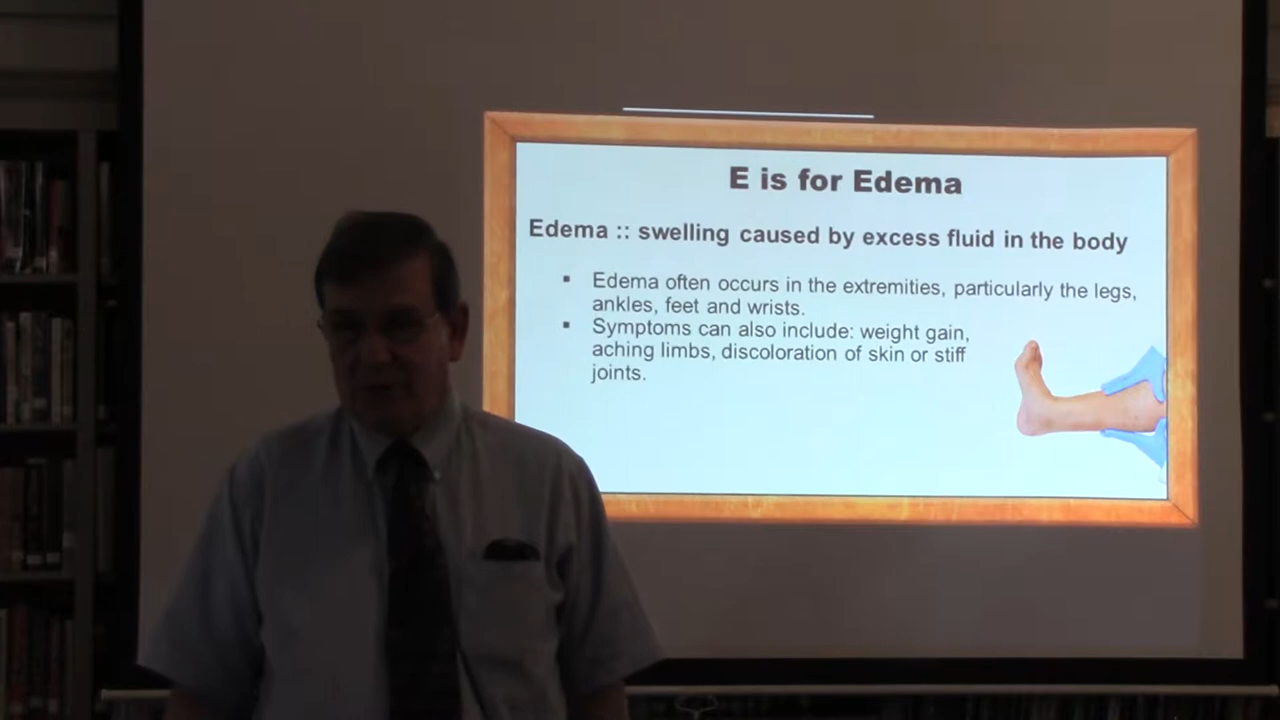 E is for Edema
Edema :: swelling caused by excess fluid in the body
▪ Edema often occurs in the extremities, particularly the legs,
ankles, feet and wrists.
▪ Symptoms can also include: weight gain,
aching limbs, discoloration of skin or stiff
joints.